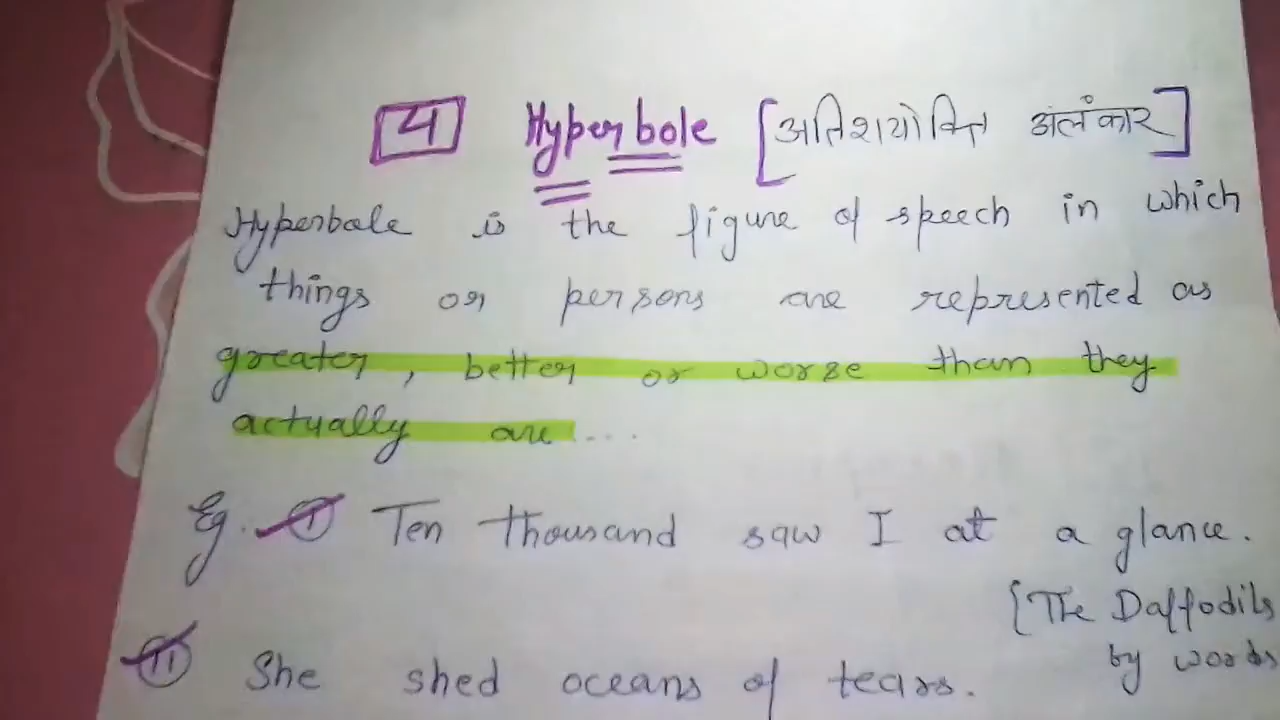 4 Hyperbole [अतिशयोक्ति अलंकार]
Hyperbole is the figure of speech in which
things or persons are represented as
greater, better or worse than they
actually are....
Eg. (I) Ten thousand saw I at a glance.
{The Daffodils
by words
(II) She shed oceans of tears.